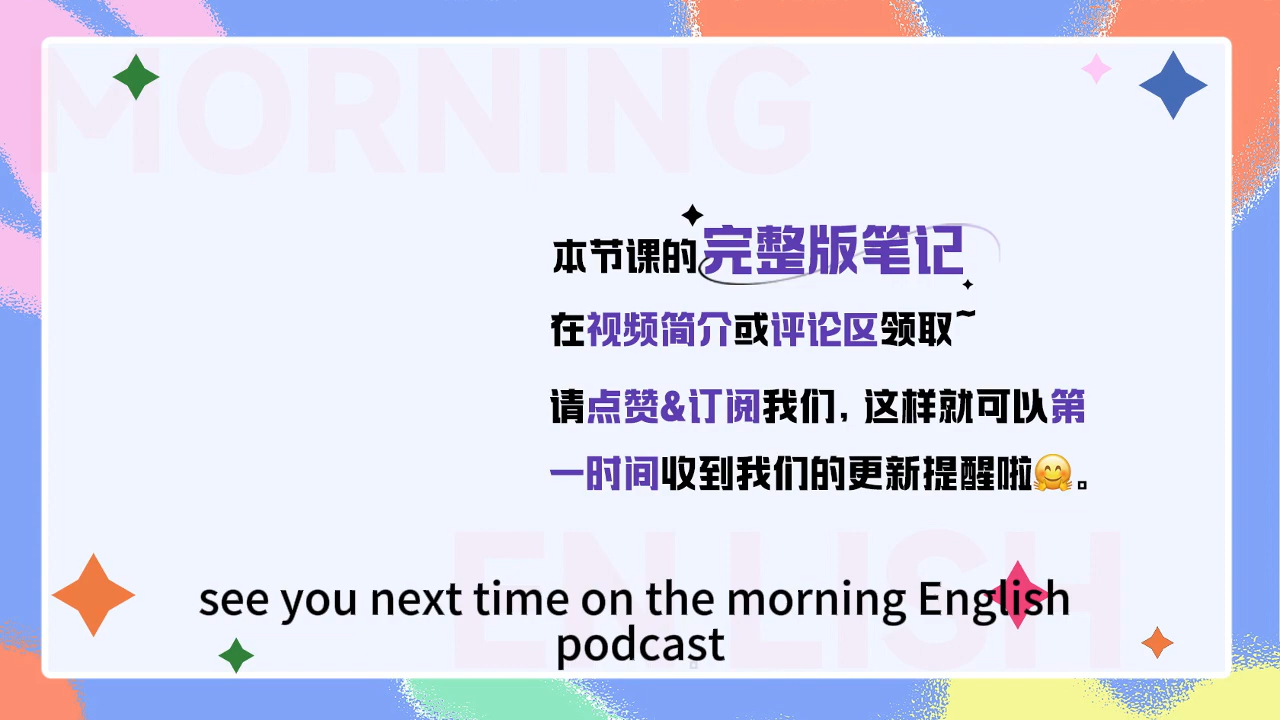 MORNING
本节课的完整版笔记
在视频简介或评论区领取~
请点赞&订阅我们，这样就可以第
一时间收到我们的更新提醒啦🤗。
ENGLISH
see you next time on the morning English
podcast